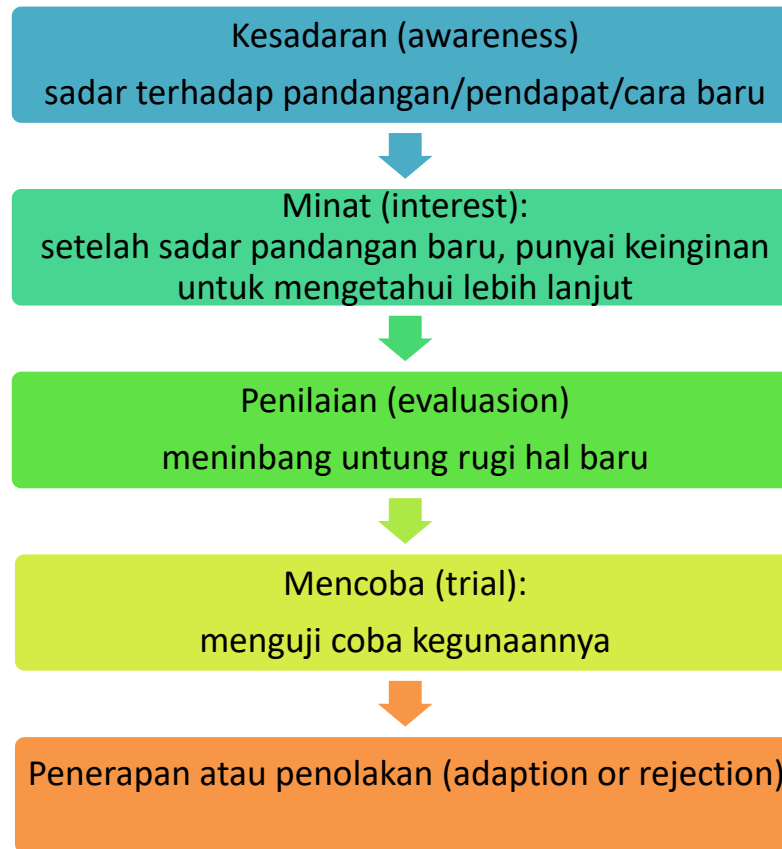 Kesadaran (awareness)
sadar terhadap pandangan/pendapat/cara baru
Minat (interest):
setelah sadar pandangan baru, punyai keinginan
untuk mengetahui lebih lanjut
Penilaian (evaluasion)
meninbang untung rugi hal baru
Mencoba (trial):
menguji coba kegunaannya
Penerapan atau penolakan (adaption or rejection)